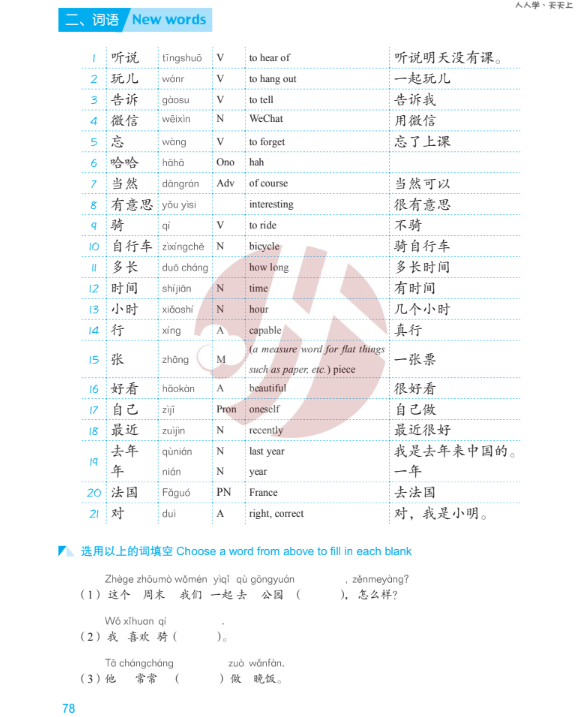 人人学·天天上
二、词语 New words
1 听说 tīngshuō V to hear of 听说明天没有课。
2 玩儿 wánr V to hang out 一起玩儿
3 告诉 gàosu V to tell 告诉我
4 微信 wēixìn N WeChat 用微信
5 忘 wàng V to forget 忘了上课
6 哈哈 hāhā Ono hah
7 当然 dāngrán Adv of course 当然可以
8 有意思 yǒu yìsi interesting 很有意思
9 骑 qí V to ride 不骑
10 自行车 zìxíngchē N bicycle 骑自行车
11 多长 duō cháng how long 多长时间
12 时间 shíjiān N time 有时间
13 小时 xiǎoshí N hour 几个小时
14 行 xíng A capable 真行
15 张 zhāng M (a measure word for flat things
such as paper, etc.) piece 一张票
16 好看 hǎokàn A beautiful 很好看
17 自己 zìjǐ Pron oneself 自己做
18 最近 zuìjìn N recently 最近很好
19 去年 qùnián N last year 我是去年来中国的。
年 nián N year 一年
20 法国 Fǎguó PN France 去法国
21 对 duì A right, correct 对，我是小明。
选用以上的词填空 Choose a word from above to fill in each blank
Zhège zhōumò wǒmén yìqǐ qù gōngyuán , zěnmeyàng?
（1）这个 周末 我们 一起 去 公园（ ），怎么样？
Wǒ xǐhuan qí .
（2）我 喜欢 骑（ ）。
Tā chángcháng zuò wǎnfàn.
（3）他 常常 （ ）做 晚饭。
78